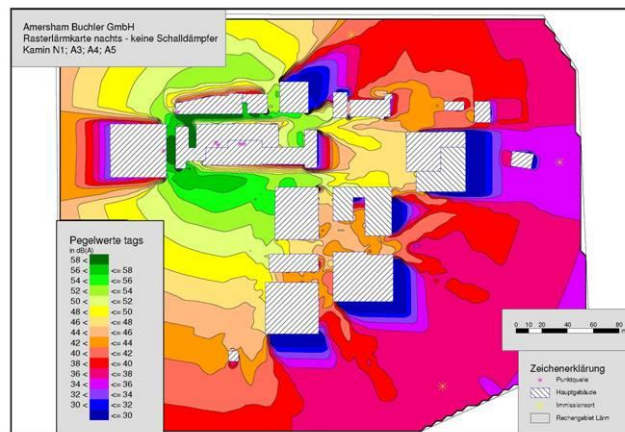 Amersham Buchler GmbH
Rasterlärmkarte nachts - keine Schalldämpfer
Kamin N1; A3; A4; A5
Pegelwerte tags
in dB(A)
58 <
56 < <= 58
54 < <= 56
52 < <= 54
50 < <= 52
48 < <= 50
46 < <= 48
44 < <= 46
42 < <= 44
40 < <= 42
38 < <= 40
36 < <= 38
34 < <= 36
32 < <= 34
30 < <= 32
<= 30
0 10 20 40 60 80
m
Zeichenerklärung
Punktquelle
Hauptgebäude
Immissionsort
Rechengebiet Lärm